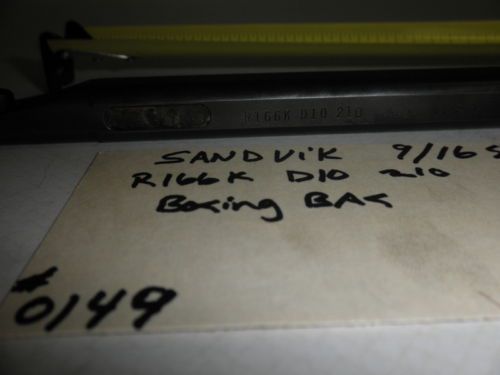 R166K D10 210
SANDVIK 9/16 S
R166K D10 210
Boring BAR
#0149